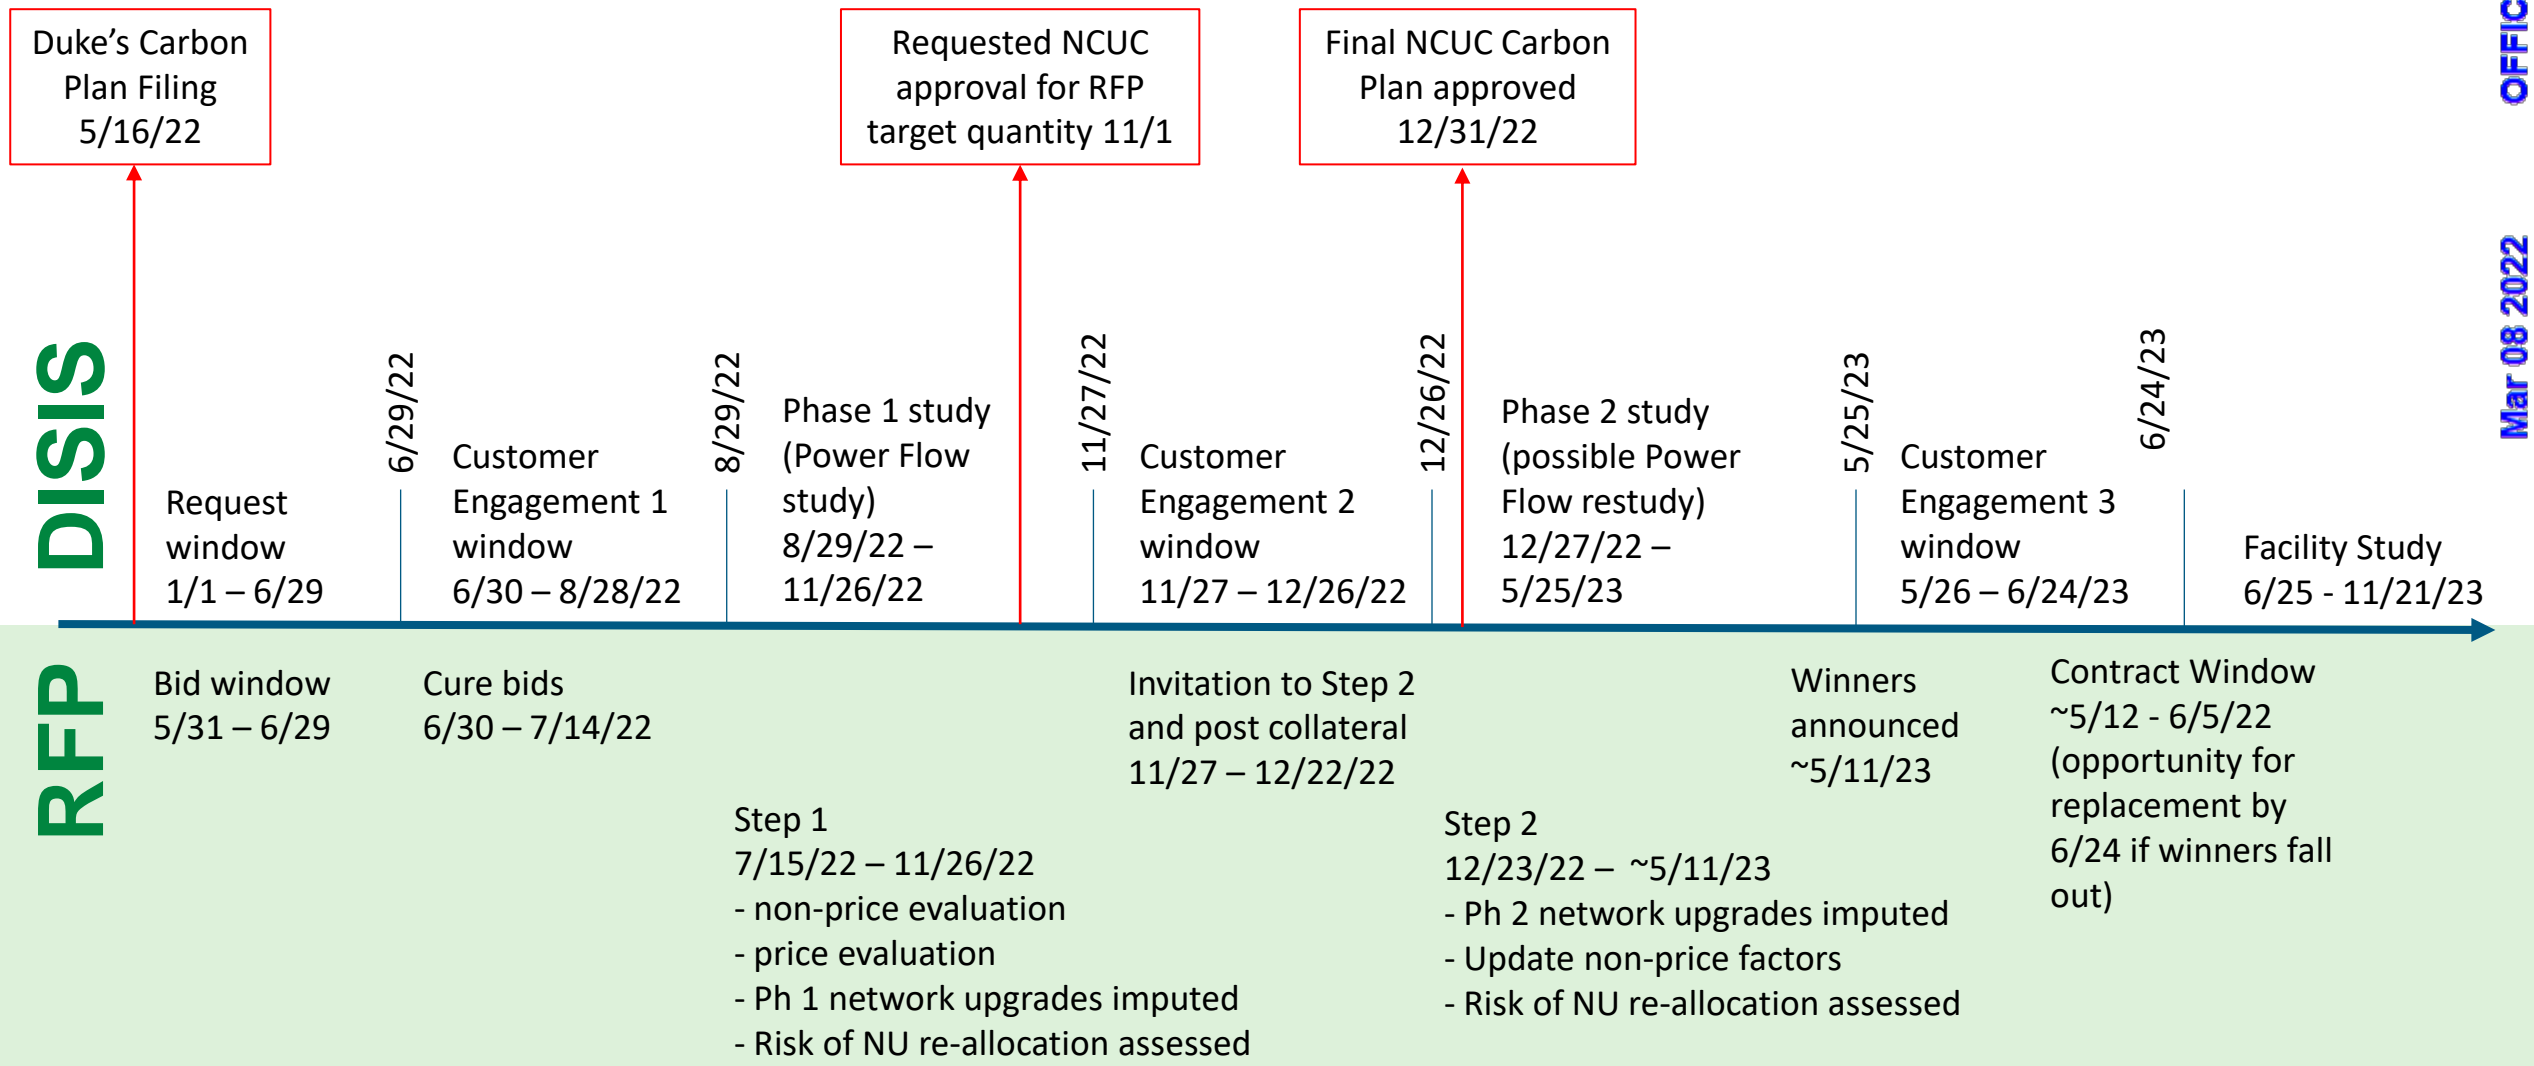 Duke’s Carbon
Plan Filing
5/16/22
Requested NCUC
approval for RFP
target quantity 11/1
Final NCUC Carbon
Plan approved
12/31/22
Mar 08 2022
DISIS
Request
window
1/1 – 6/29
6/29/22
Customer
Engagement 1
window
6/30 – 8/28/22
8/29/22
Phase 1 study
(Power Flow
study)
8/29/22 –
11/26/22
11/27/22
Customer
Engagement 2
window
11/27 – 12/26/22
12/26/22
Phase 2 study
(possible Power
Flow restudy)
12/27/22 –
5/25/23
5/25/23
Customer
Engagement 3
window
5/26 – 6/24/23
6/24/23
Facility Study
6/25 - 11/21/23
RFP
Bid window
5/31 – 6/29
Cure bids
6/30 – 7/14/22
Step 1
7/15/22 – 11/26/22
- non-price evaluation
- price evaluation
- Ph 1 network upgrades imputed
- Risk of NU re-allocation assessed
Invitation to Step 2
and post collateral
11/27 – 12/22/22
Step 2
12/23/22 – ~5/11/23
- Ph 2 network upgrades imputed
- Update non-price factors
- Risk of NU re-allocation assessed
Winners
announced
~5/11/23
Contract Window
~5/12 - 6/5/22
(opportunity for
replacement by
6/24 if winners fall
out)